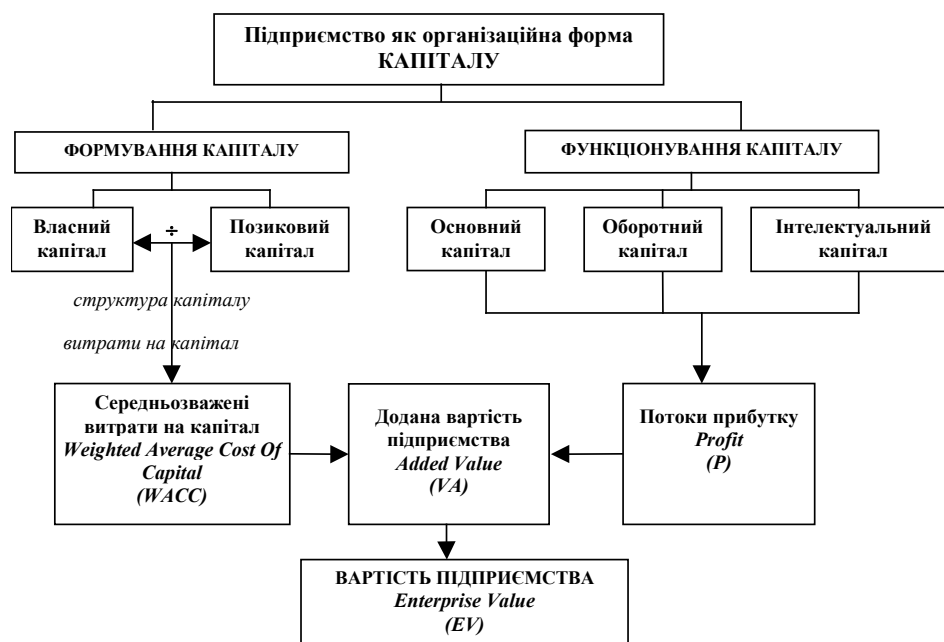 Підприємство як організаційна форма
КАПІТАЛУ
ФОРМУВАННЯ КАПІТАЛУ
ФУНКЦІОНУВАННЯ КАПІТАЛУ
Власний
капітал
÷
Позиковий
капітал
Основний
капітал
Оборотний
капітал
Інтелектуальний
капітал
структура капіталу
витрати на капітал
Середньозважені
витрати на капітал
Weighted Average Cost Of
Capital
(WACC)
Додана вартість
підприємства
Added Value
(VA)
Потоки прибутку
Profit
(P)
ВАРТІСТЬ ПІДПРИЄМСТВА
Enterprise Value
(EV)